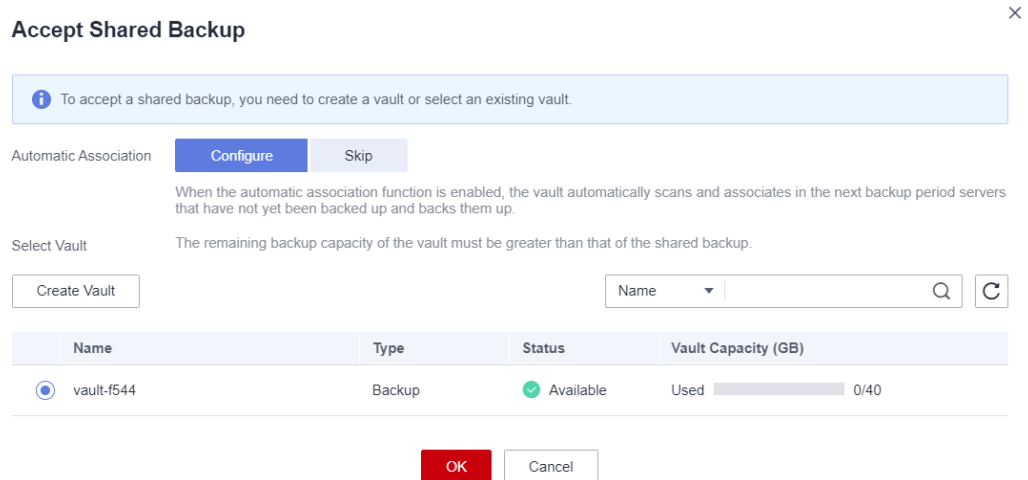 Accept Shared Backup
To accept a shared backup, you need to create a vault or select an existing vault.
Automatic Association
Configure
Skip
When the automatic association function is enabled, the vault automatically scans and associates in the next backup period servers
that have not yet been backed up and backs them up.
Select Vault
The remaining backup capacity of the vault must be greater than that of the shared backup.
Create Vault
Name
Name Type Status Vault Capacity (GB)
vault-f544 Backup Available Used 0/40
OK Cancel